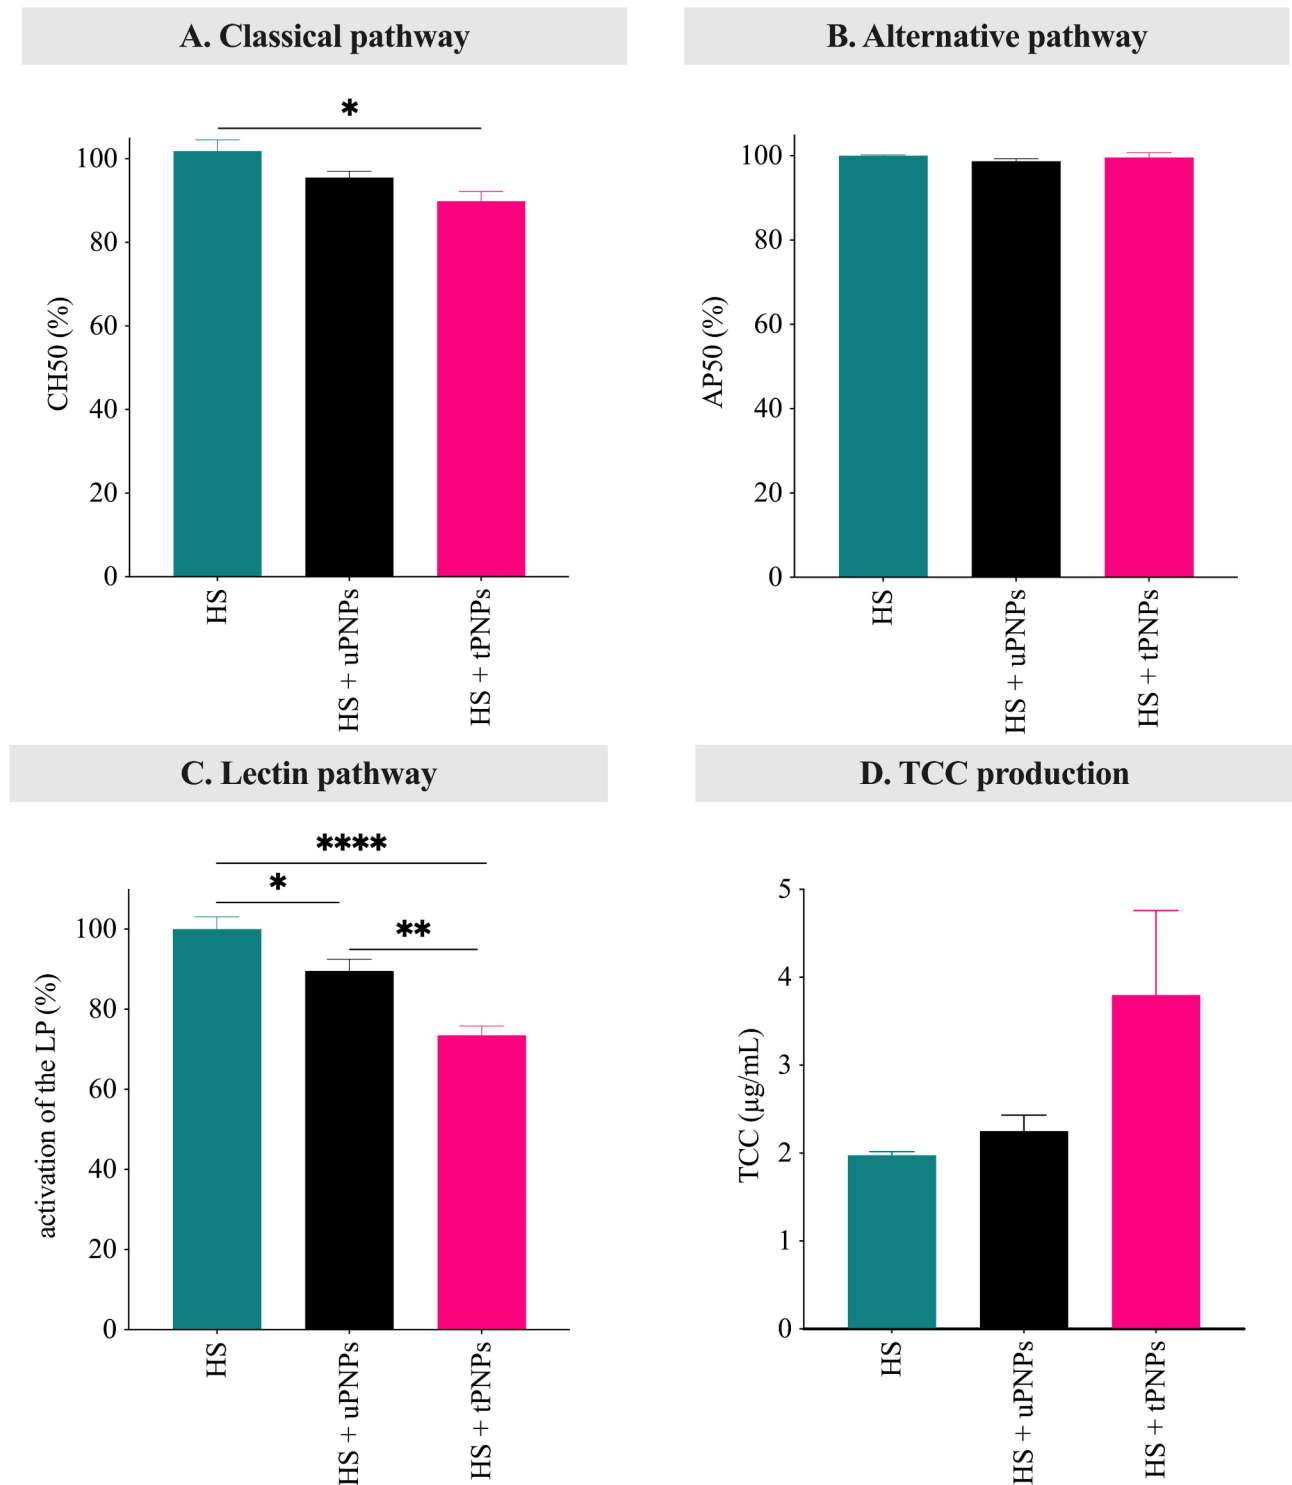 A. Classical pathway
*
CH50 (%)
100
80
60
40
20
0
HS
HS + uPNPs
HS + tPNPs
B. Alternative pathway
AP50 (%)
100
80
60
40
20
0
HS
HS + uPNPs
HS + tPNPs
C. Lectin pathway
****
*
**
activation of the LP (%)
100
80
60
40
20
0
HS
HS + uPNPs
HS + tPNPs
D. TCC production
TCC (µg/mL)
5
4
3
2
1
0
HS
HS + uPNPs
HS + tPNPs